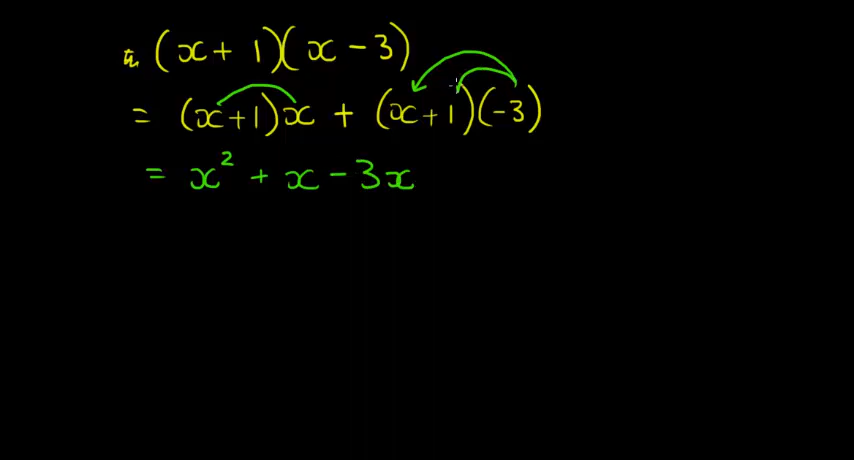 (x + 1)(x - 3)
= (x + 1)x + (x + 1)(-3)
= x² + x - 3x